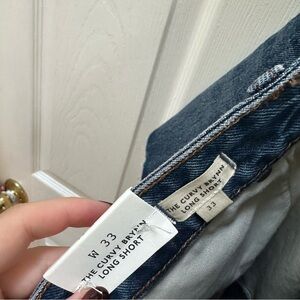 W 33
THE CURVY BRYNN
LONG SHORT
THE CURVY BRYNN
LONG SHORT
33